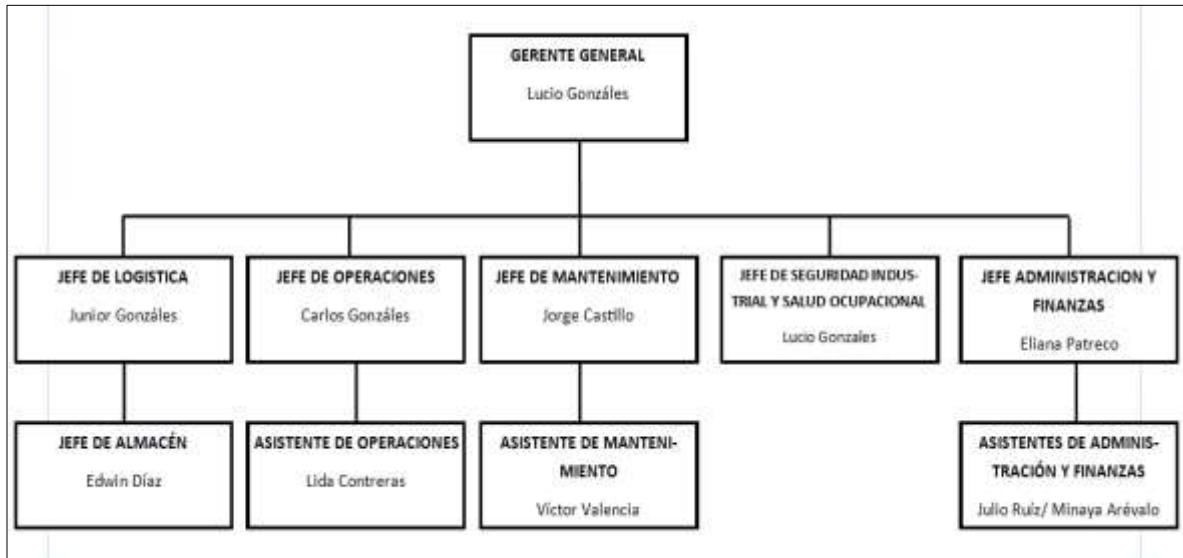 GERENTE GENERAL
Lucio Gonzáles
JEFE DE LOGISTICA
Junior Gonzáles
JEFE DE OPERACIONES
Carlos Gonzáles
JEFE DE MANTENIMIENTO
Jorge Castillo
JEFE DE SEGURIDAD INDUS-
TRIAL Y SALUD OCUPACIONAL
Lucio Gonzales
JEFE ADMINISTRACION Y
FINANZAS
Eliana Patreco
JEFE DE ALMACÉN
Edwin Díaz
ASISTENTE DE OPERACIONES
Lida Contreras
ASISTENTE DE MANTENI-
MIENTO
Víctor Valencia
ASISTENTES DE ADMINIS-
TRACIÓN Y FINANZAS
Julio Ruíz/ Minaya Arévalo